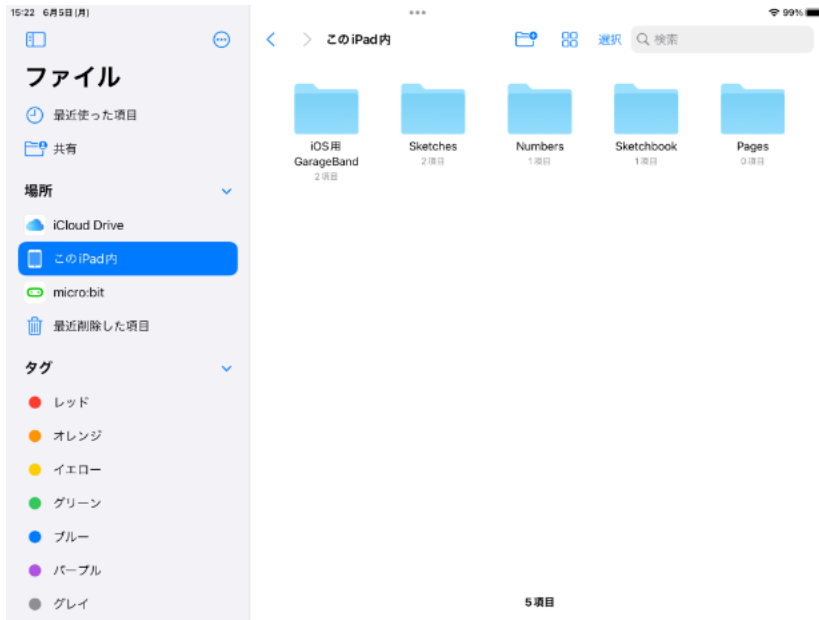 15:22 6月5日(月)
99%
ファイル
最近使った項目
共有
場所
iCloud Drive
このiPad内
micro:bit
最近削除した項目
タグ
レッド
オレンジ
イエロー
グリーン
ブルー
パープル
グレイ
このiPad内
選択
検索
iOS用
GarageBand
2項目
Sketches
2項目
Numbers
1項目
Sketchbook
1項目
Pages
0項目
5項目